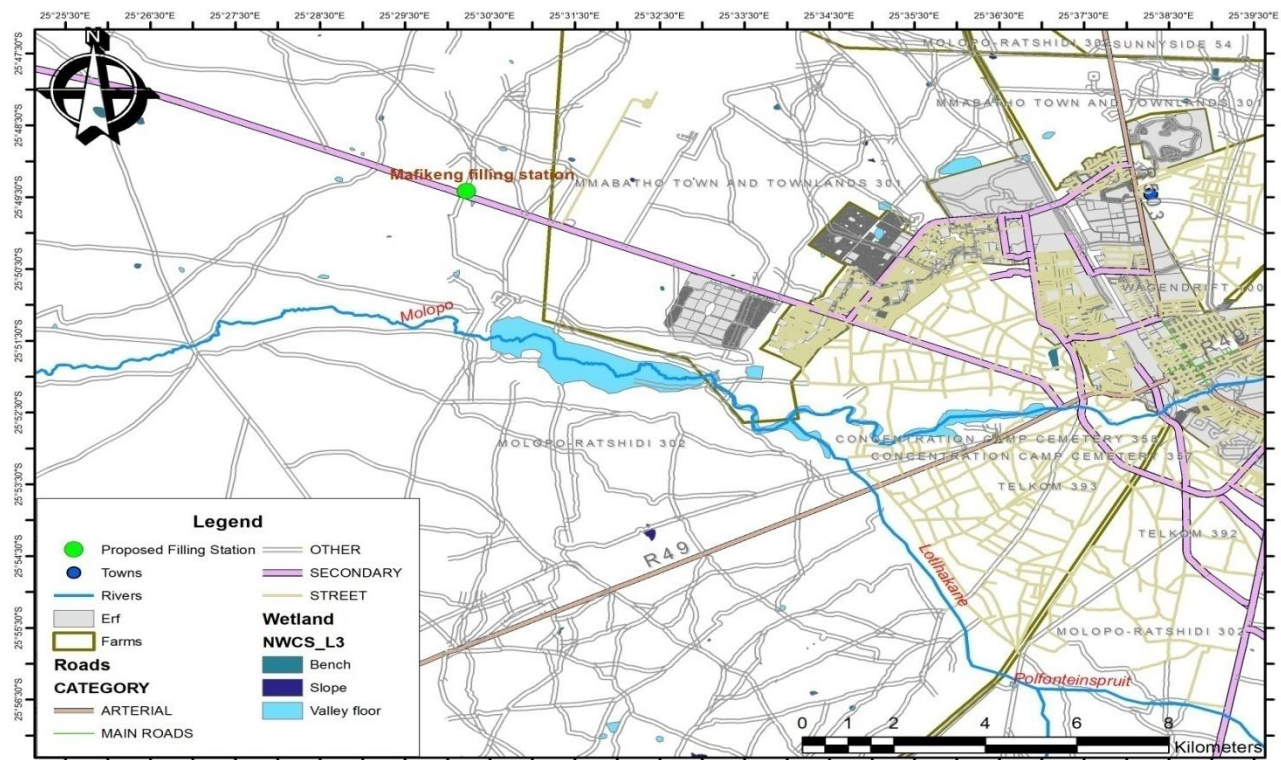 25°25'30"E 25°26'30"E 25°27'30"E 25°28'30"E 25°29'30"E 25°30'30"E 25°31'30"E 25°32'30"E 25°33'30"E 25°34'30"E 25°35'30"E 25°36'30"E 25°37'30"E 25°38'30"E 25°39'30"E
N
25°47'30"S
25°48'30"S
25°49'30"S
25°50'30"S
25°51'30"S
25°52'30"S
25°53'30"S
25°54'30"S
25°55'30"S
25°56'30"S
MOLOPO-RATSHIDI 302
SUNNYSIDE 54
MMABATHO TOWN AND TOWNLANDS 301
Mafikeng filling station
MMABATHO TOWN AND TOWNLANDS 301
WAGENDRIFT 100
Molopo
R49
MOLOPO-RATSHIDI 302
CONCENTRATION CAMP CEMETERY 358
CONCENTRATION CAMP CEMETERY 357
TELKOM 393
TELKOM 392
R49
Lotlhakane
MOLOPO-RATSHIDI 302
Polfonteinspruit
Legend
Proposed Filling Station
Towns
Rivers
Erf
Farms
Roads
CATEGORY
ARTERIAL
MAIN ROADS
OTHER
SECONDARY
STREET
Wetland
NWCS_L3
Bench
Slope
Valley floor
0 1 2 4 6 8
Kilometers